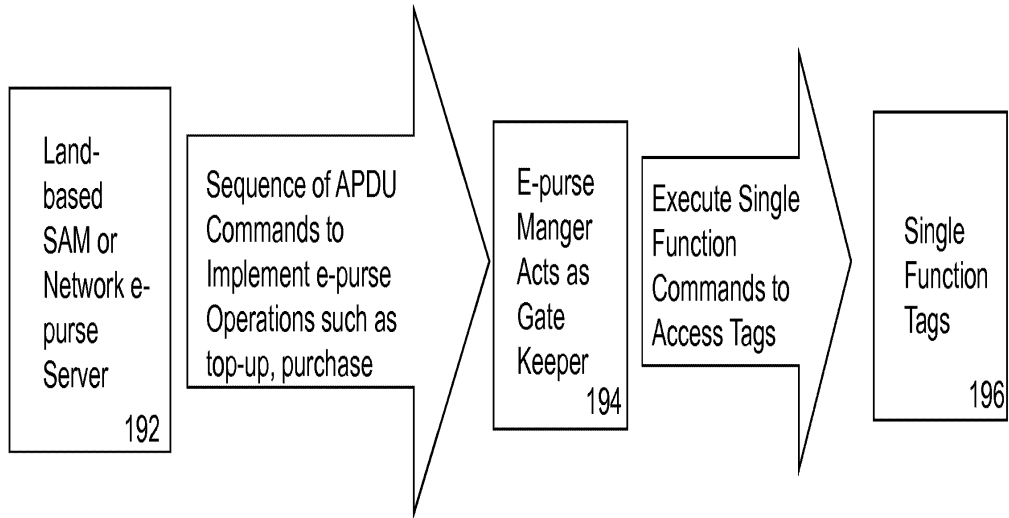 Land-
based
SAM or
Network e-
purse
Server
192
Sequence of APDU
Commands to
Implement e-purse
Operations such as
top-up, purchase
E-purse
Manger
Acts as
Gate
Keeper
194
Execute Single
Function
Commands to
Access Tags
Single
Function
Tags
196